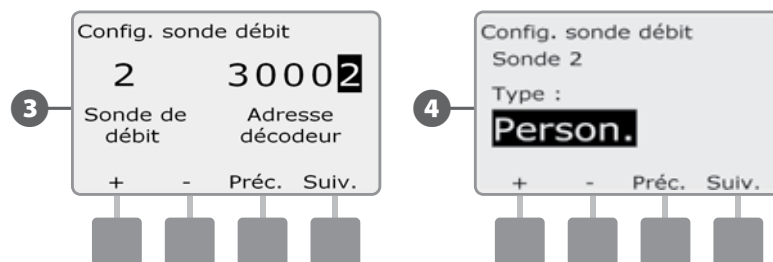 3
Config. sonde débit
2 30002
Sonde de débit
Adresse décodeur
+ - Préc. Suiv.
4
Config. sonde débit
Sonde 2
Type :
Person.
+ - Préc. Suiv.